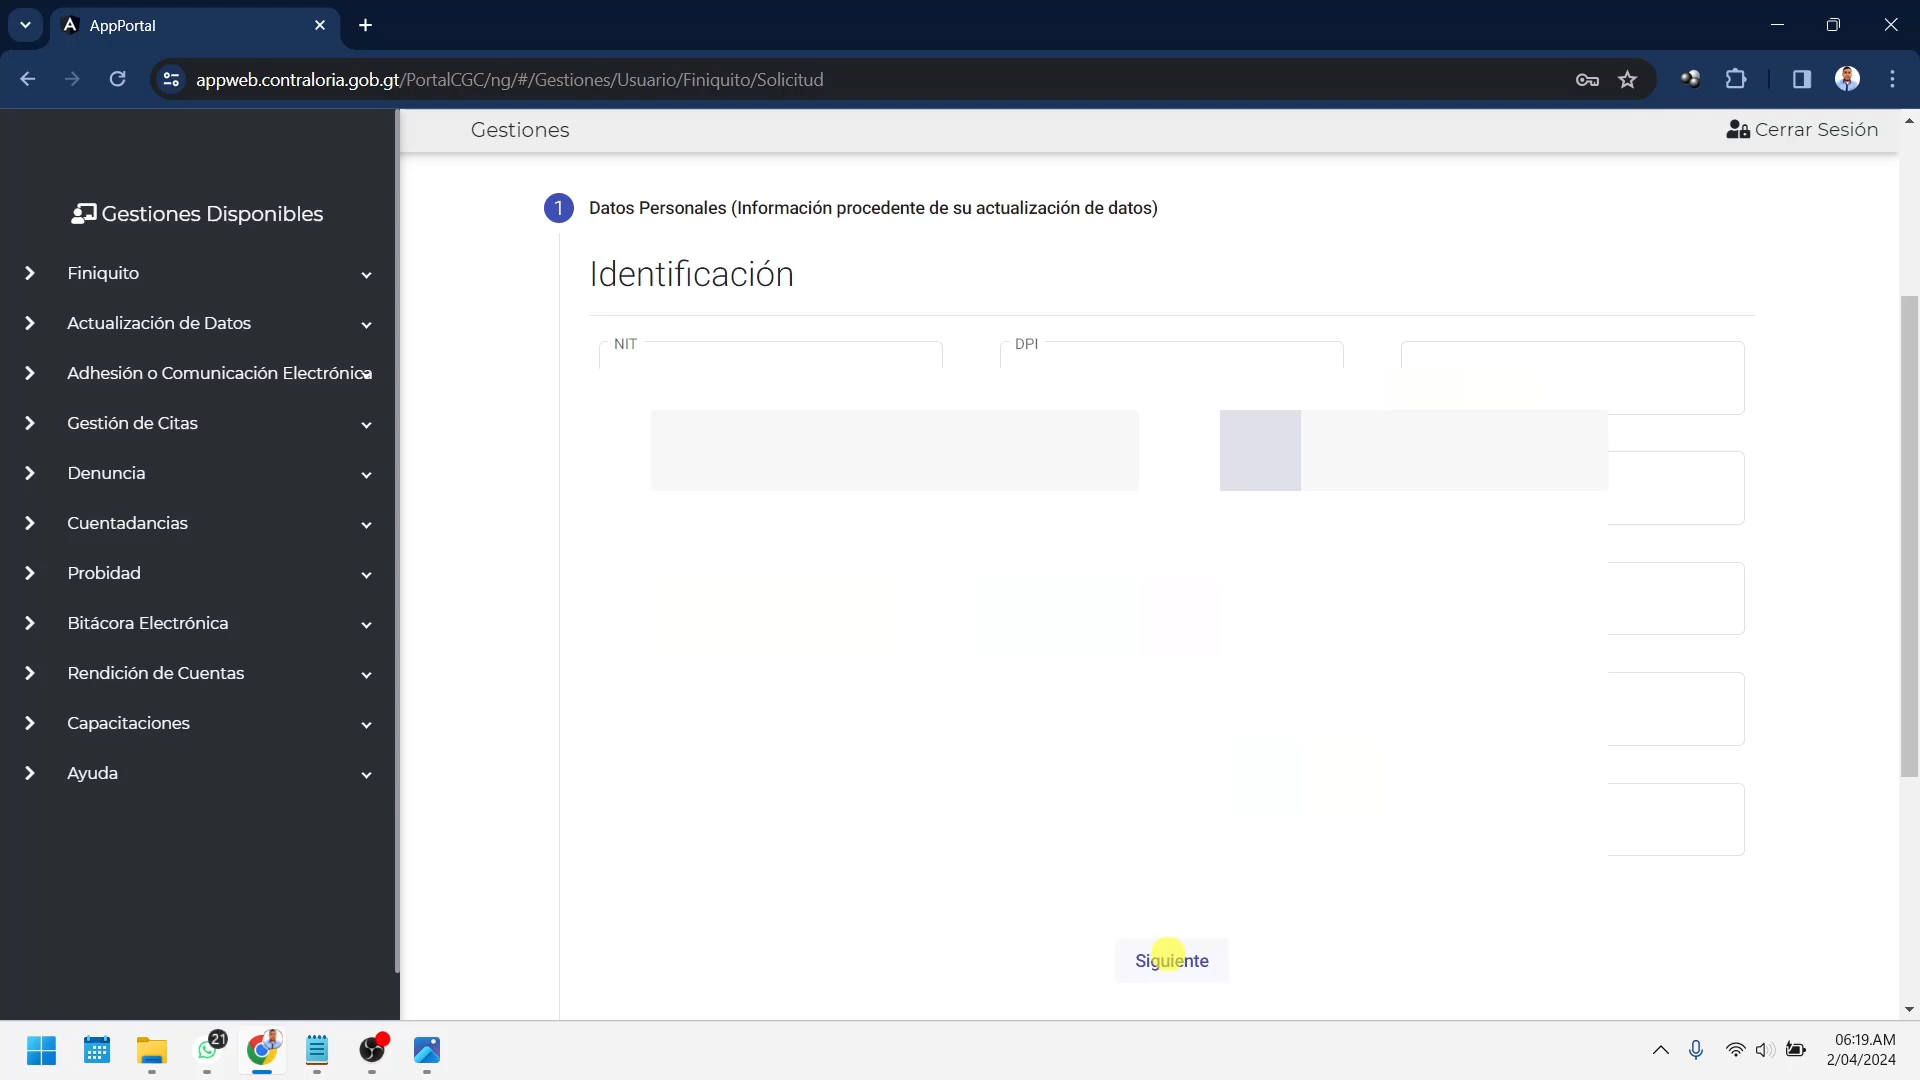 AppPortal
appweb.contraloria.gob.gt/PortalCGC/ng/#/Gestiones/Usuario/Finiquito/Solicitud
Gestiones
Cerrar Sesión
Gestiones Disponibles
Finiquito
Actualización de Datos
Adhesión o Comunicación Electrónica
Gestión de Citas
Denuncia
Cuentadancias
Probidad
Bitácora Electrónica
Rendición de Cuentas
Capacitaciones
Ayuda
1 Datos Personales (Información procedente de su actualización de datos)
Identificación
NIT
DPI
Siguiente
21
06:19.AM
2/04/2024